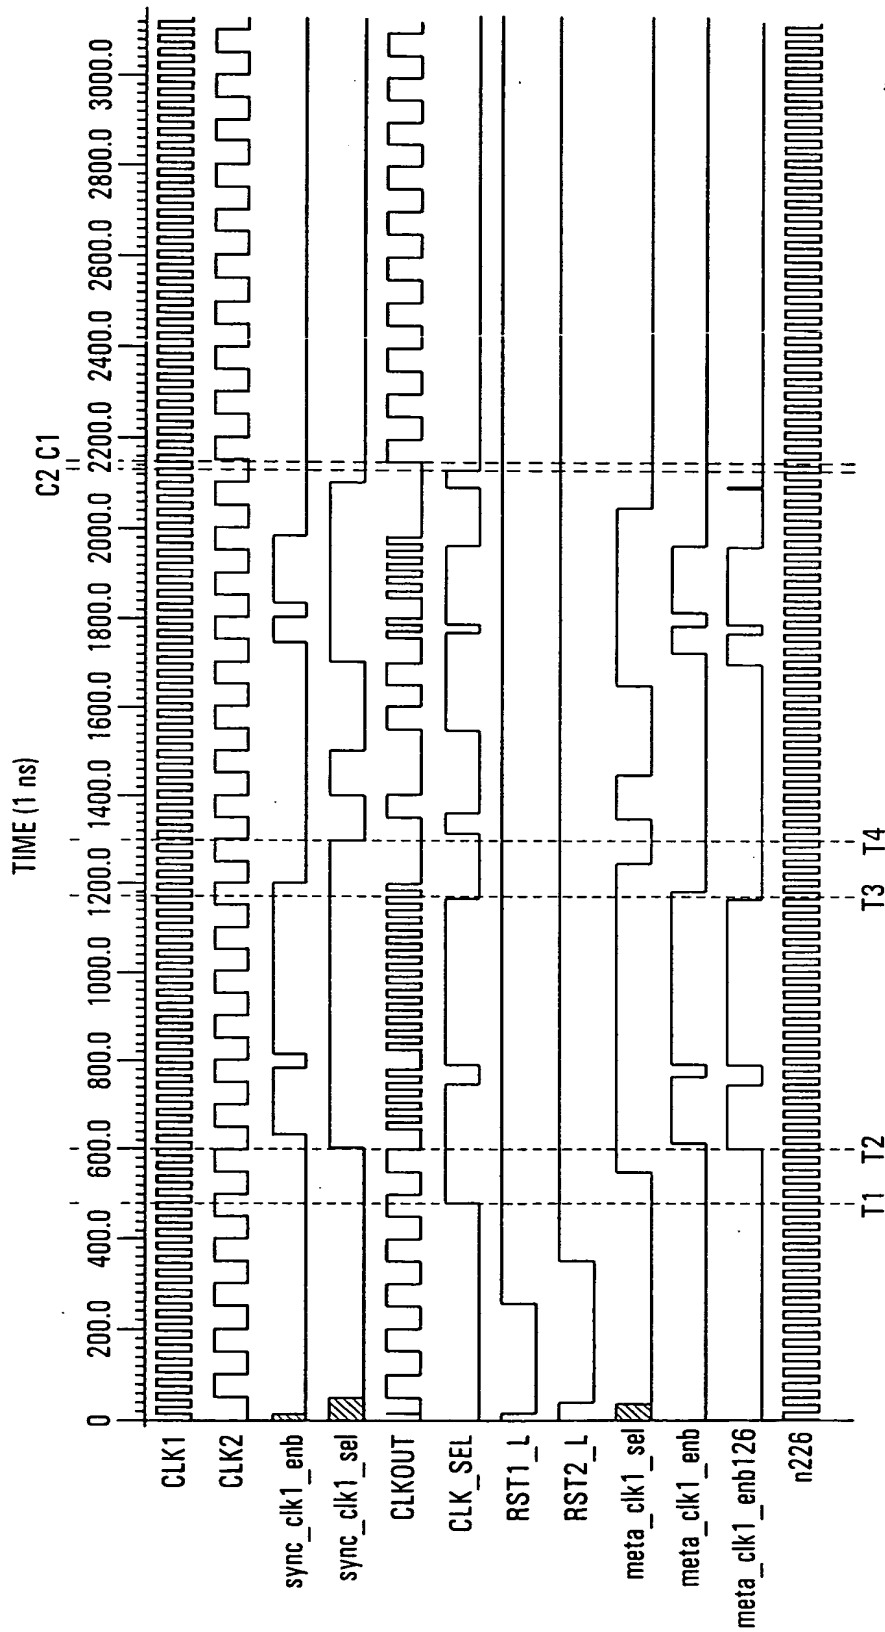 TIME (1 ns)
C2 C1
0
200.0
400.0
600.0
800.0
1000.0
1200.0
1400.0
1600.0
1800.0
2000.0
2200.0
2400.0
2600.0
2800.0
3000.0
CLK1
CLK2
sync_clk1_enb
sync_clk1_sel
CLKOUT
CLK_SEL
RST1_L
RST2_L
meta_clk1_sel
meta_clk1_enb
meta_clk1_enb126
n226
T1
T2
T3
T4